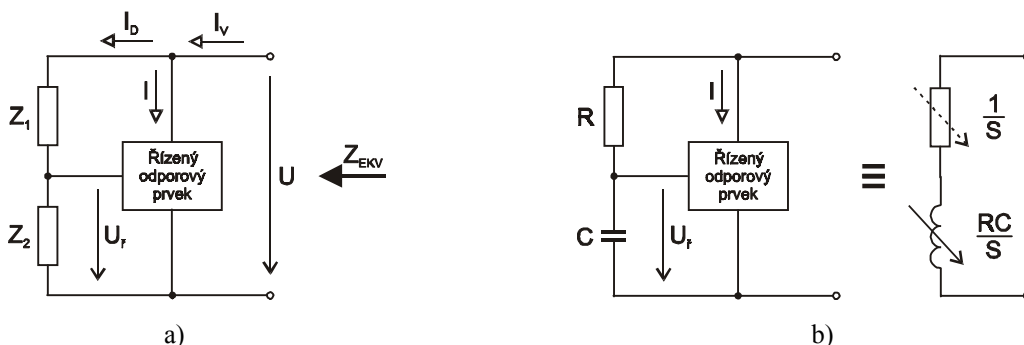 I_D
I_V
I
Z_1
Řízený
odporový
prvek
Z_EKV
U
Z_2
U_ř
a)
I
R
Řízený
odporový
prvek
C
U_ř
≡
1/S
RC/S
b)